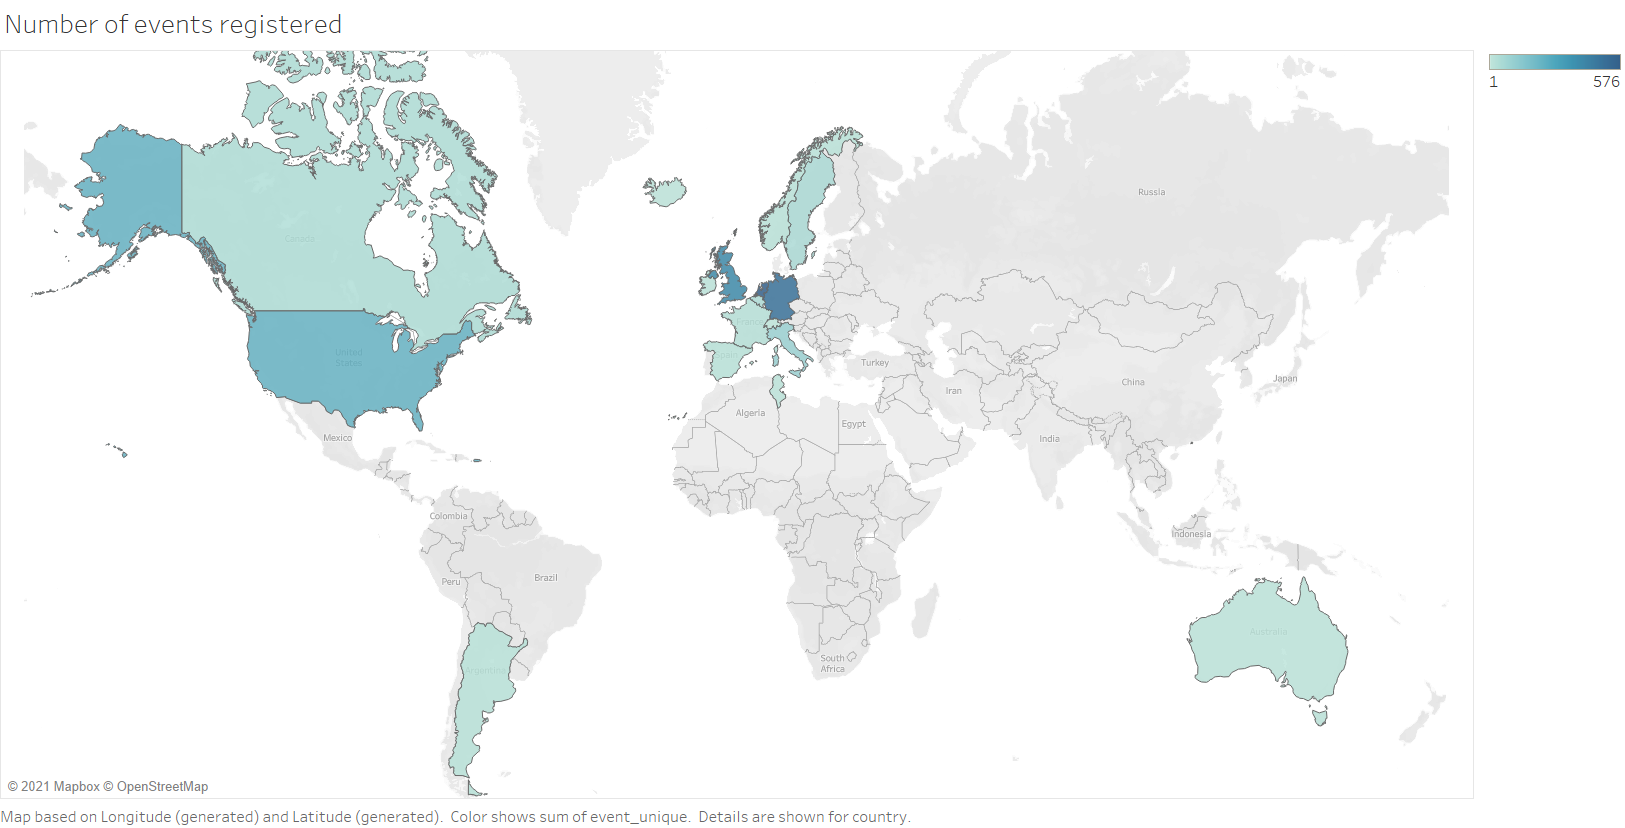 Number of events registered
1
576
Russia
Canada
United
States
France
Spain
Turkey
Japan
China
Iran
Algeria
Egypt
Mexico
India
Colombia
Indonesia
Peru
Brazil
Australia
South
Africa
Argentina
© 2021 Mapbox © OpenStreetMap
Map based on Longitude (generated) and Latitude (generated). Color shows sum of event_unique. Details are shown for country.